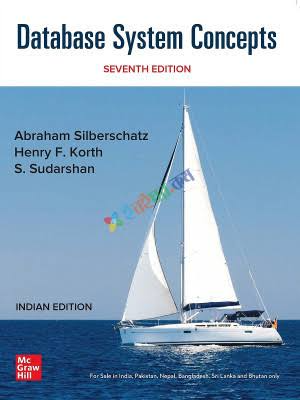 Database System Concepts
SEVENTH EDITION
Abraham Silberschatz
Henry F. Korth
S. Sudarshan
INDIAN EDITION
Mc
Graw
Hill
For Sale in India, Pakistan, Nepal, Bangladesh, Sri Lanka and Bhutan only